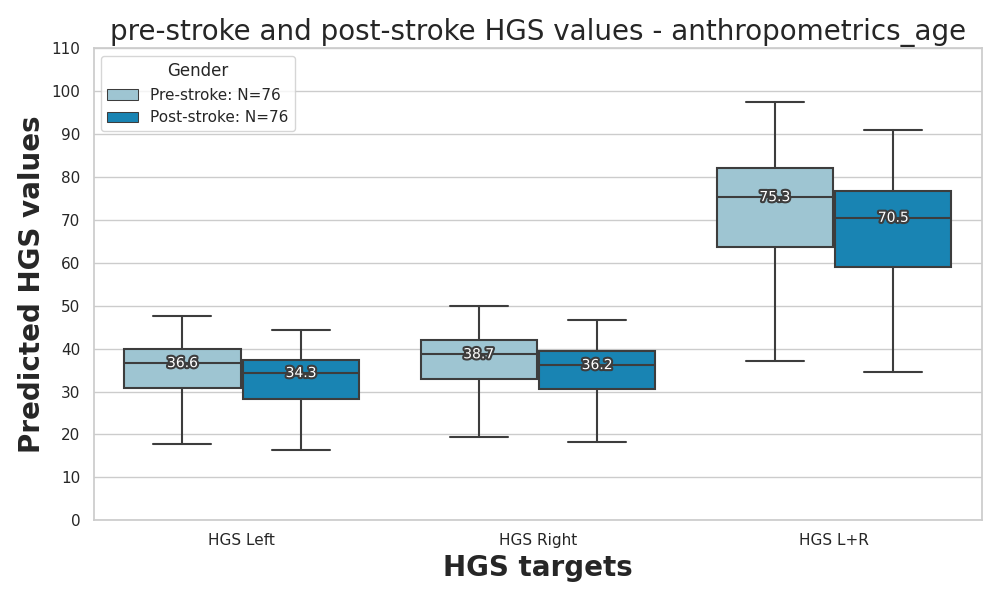 pre-stroke and post-stroke HGS values - anthropometrics_age
Predicted HGS values
110
100
90
80
70
60
50
40
30
20
10
0
Gender
Pre-stroke: N=76
Post-stroke: N=76
36.6
34.3
38.7
36.2
75.3
70.5
HGS Left
HGS Right
HGS L+R
HGS targets